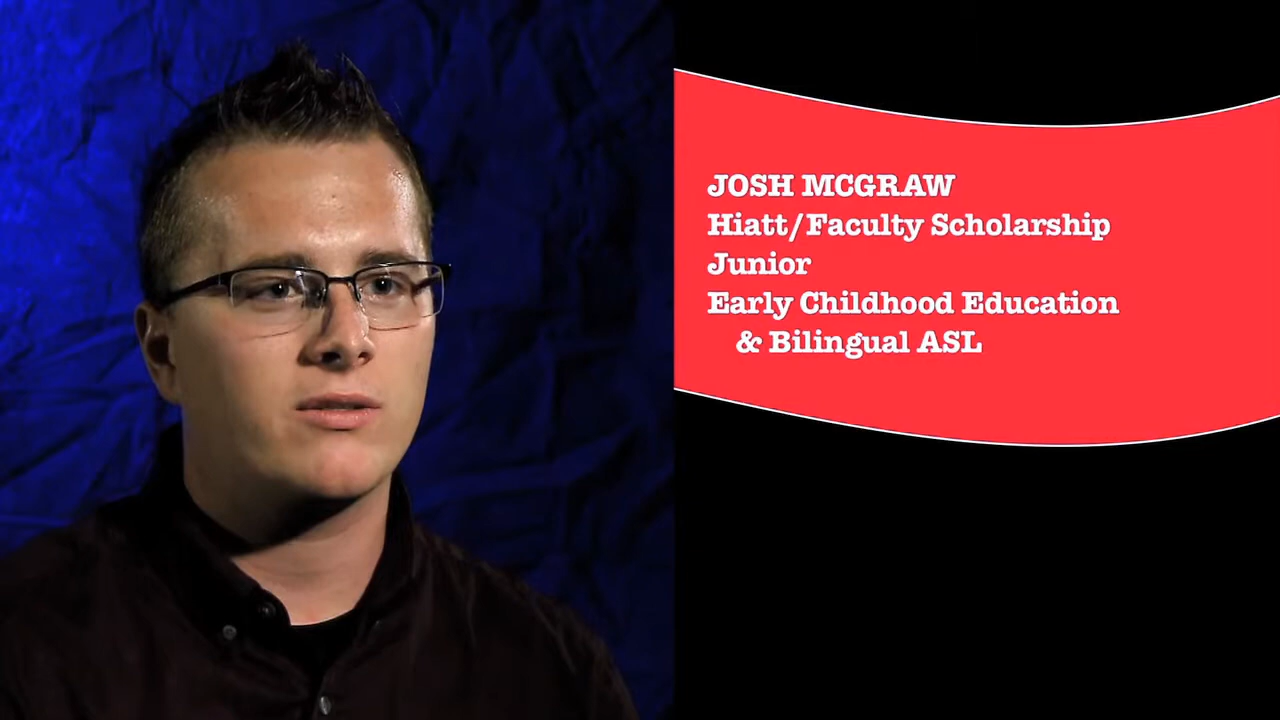 JOSH MCGRAW
Hiatt/Faculty Scholarship
Junior
Early Childhood Education
& Bilingual ASL